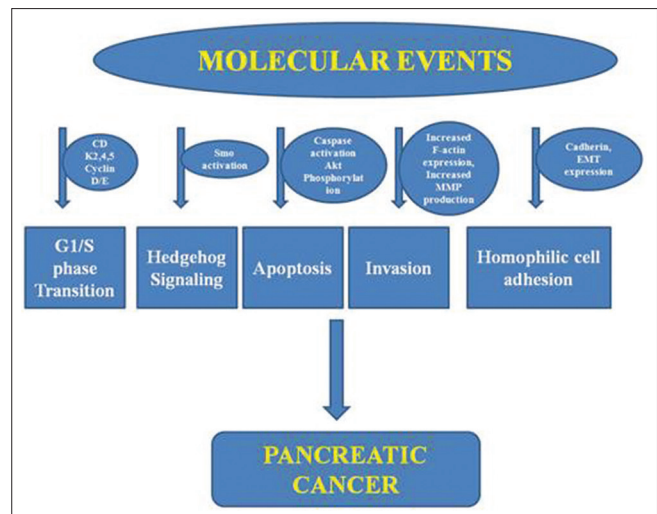 MOLECULAR EVENTS
CD
K2,4,5
Cyclin
D/E
Smo
activation
Caspase
activation
Akt
Phosphorylat
ion
Increased
F-actin
expression,
Increased
MMP
production
Cadherin,
EMT
expression
G1/S
phase
Transition
Hedgehog
Signaling
Apoptosis
Invasion
Homophilic cell
adhesion
PANCREATIC
CANCER